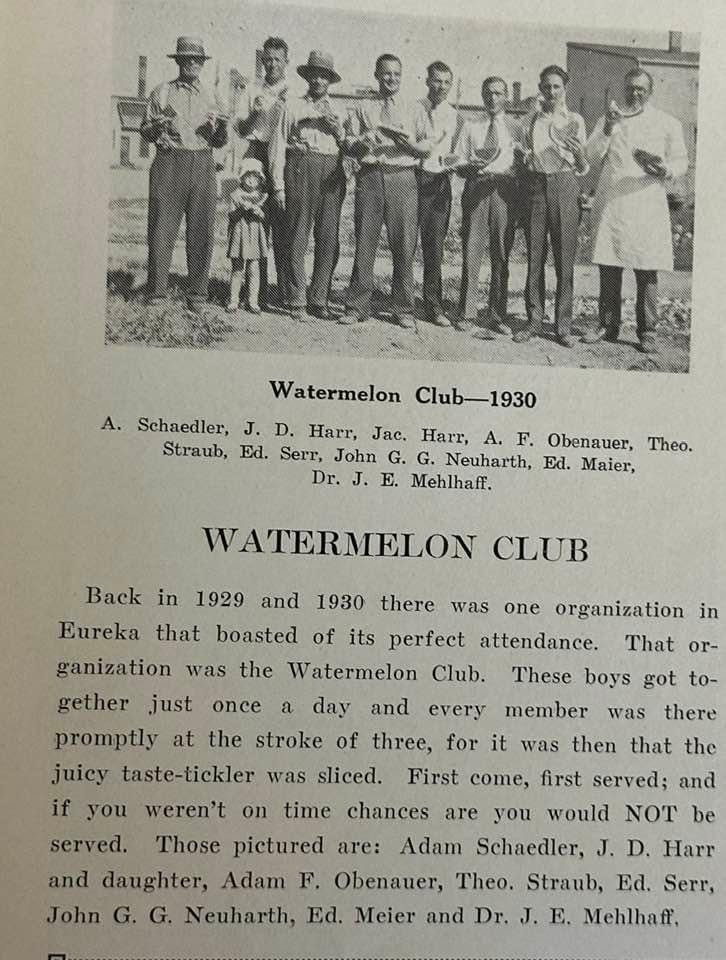 Watermelon Club—1930
A. Schaedler, J. D. Harr, Jac. Harr, A. F. Obenauer, Theo.
Straub, Ed. Serr, John G. G. Neuharth, Ed. Maier,
Dr. J. E. Mehlhaff.
WATERMELON CLUB
Back in 1929 and 1930 there was one organization in
Eureka that boasted of its perfect attendance. That or-
ganization was the Watermelon Club. These boys got to-
gether just once a day and every member was there
promptly at the stroke of three, for it was then that the
juicy taste-tickler was sliced. First come, first served; and
if you weren't on time chances are you would NOT be
served. Those pictured are: Adam Schaedler, J. D. Harr
and daughter, Adam F. Obenauer, Theo. Straub, Ed. Serr,
John G. G. Neuharth, Ed. Meier and Dr. J. E. Mehlhaff.